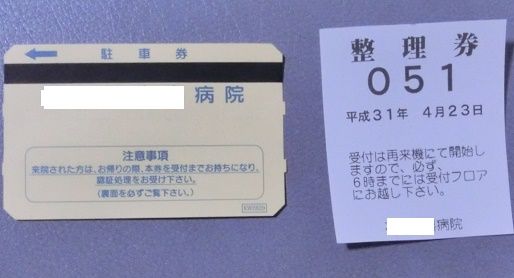 駐車券
病院
注意事項
来院された方は、お帰りの際、本券を受付までお持ちになり、
認証処理をお受け下さい。
(裏面を必ずご覧下さい。)
整理券
051
平成31年 4月23日
受付は再来機にて開始し
ますので、必ず、
6時までには受付フロア
にお越し下さい。
病院